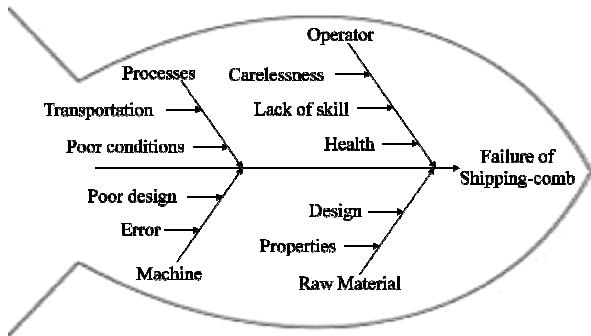 Operator
Processes
Carelessness
Transportation
Lack of skill
Poor conditions
Health
Failure of
Shipping-comb
Poor design
Design
Error
Properties
Machine
Raw Material